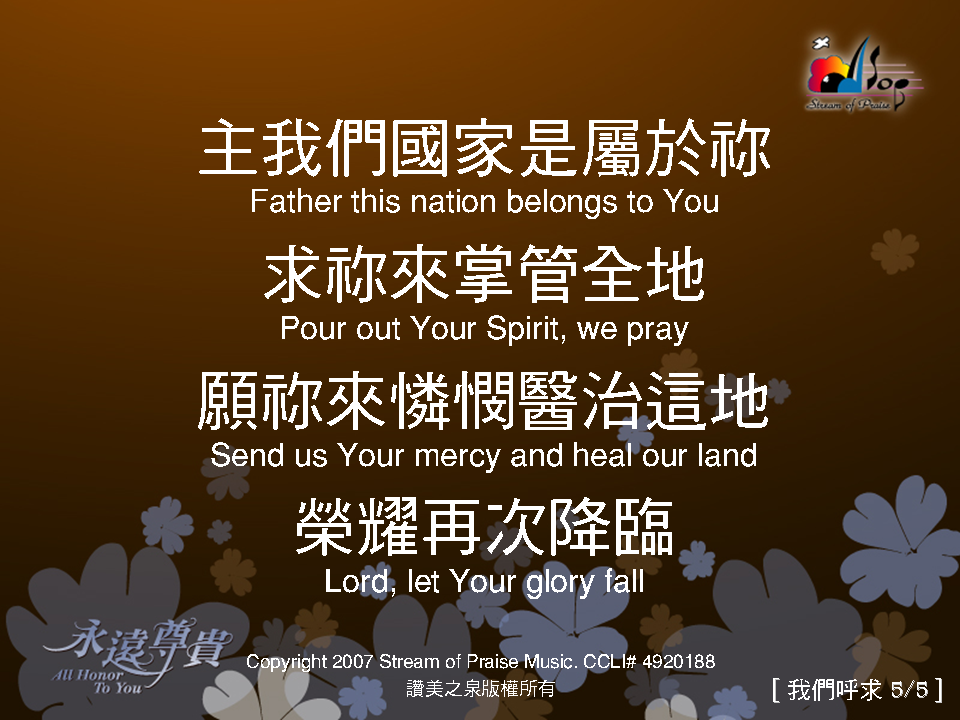 Sop
Stream of Praise
主我們國家是屬於祢
Father this nation belongs to You
求祢來掌管全地
Pour out Your Spirit, we pray
願祢來憐憫醫治這地
Send us Your mercy and heal our land
榮耀再次降臨
Lord, let Your glory fall
永遠尊貴
All Honor
To You
Copyright 2007 Stream of Praise Music. CCLI# 4920188
讚美之泉版權所有
[ 我們呼求 5/5 ]